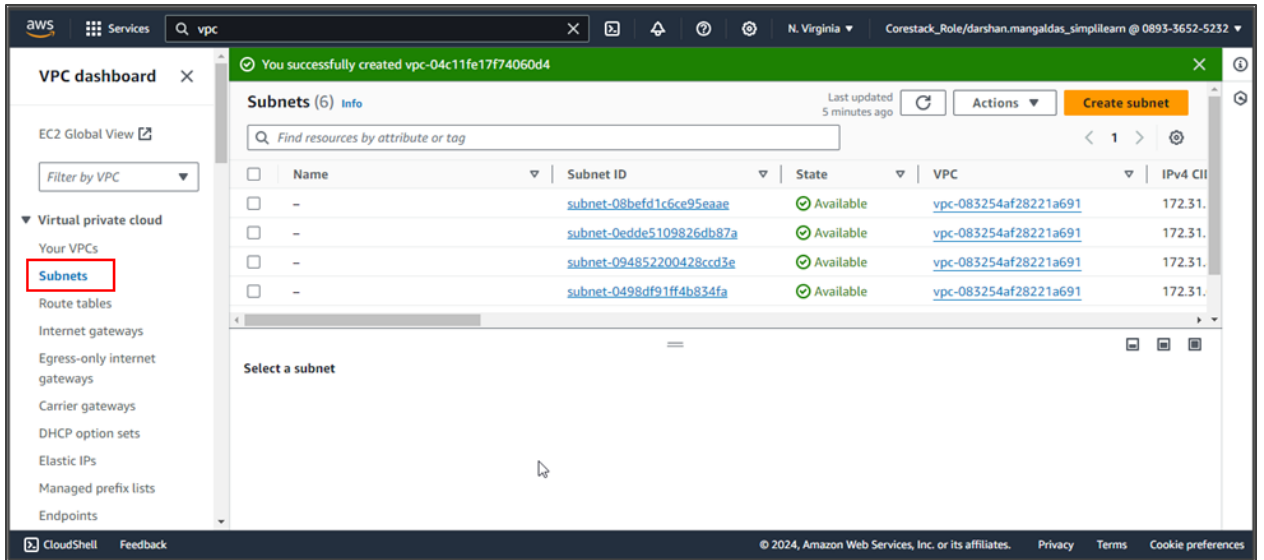 aws Services vpc N. Virginia ▼ Corestack_Role/darshan.mangaldas_simplilearn @ 0893-3652-5232 ▼
VPC dashboard
EC2 Global View
Filter by VPC
Virtual private cloud
Your VPCs
Subnets
Route tables
Internet gateways
Egress-only internet
gateways
Carrier gateways
DHCP option sets
Elastic IPs
Managed prefix lists
Endpoints
You successfully created vpc-04c11fe17f74060d4
Subnets (6) Info
Last updated
5 minutes ago
Actions ▼
Create subnet
Find resources by attribute or tag
1
Name Subnet ID State VPC IPv4 CII
– subnet-08befd1c6ce95eaae Available vpc-083254af28221a691 172.31.
– subnet-0edde5109826db87a Available vpc-083254af28221a691 172.31.
– subnet-094852200428ccd3e Available vpc-083254af28221a691 172.31.
– subnet-0498df91ff4b834fa Available vpc-083254af28221a691 172.31.
Select a subnet
CloudShell Feedback © 2024, Amazon Web Services, Inc. or its affiliates. Privacy Terms Cookie preferences